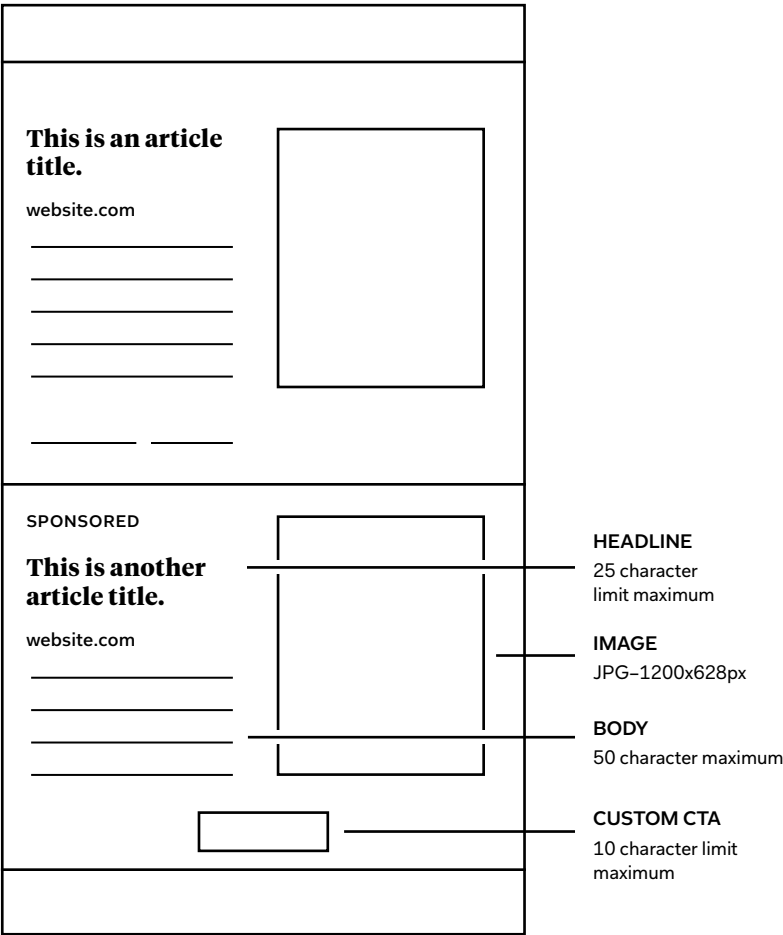 This is an article
title.
website.com
SPONSORED
This is another
article title.
website.com
HEADLINE
25 character
limit maximum
IMAGE
JPG–1200x628px
BODY
50 character maximum
CUSTOM CTA
10 character limit
maximum